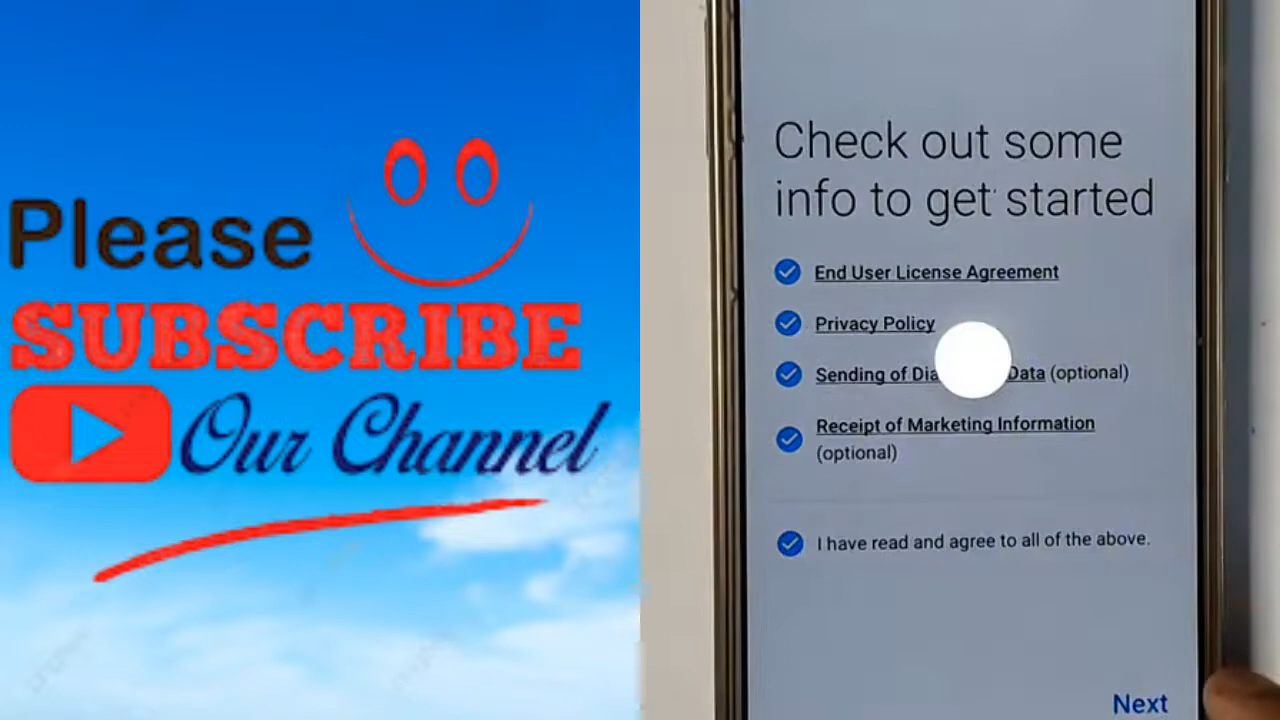 Please
SUBSCRIBE
Our Channel
Check out some
info to get started
End User License Agreement
Privacy Policy
Sending of Data (optional)
Receipt of Marketing Information
(optional)
I have read and agree to all of the above.
Next